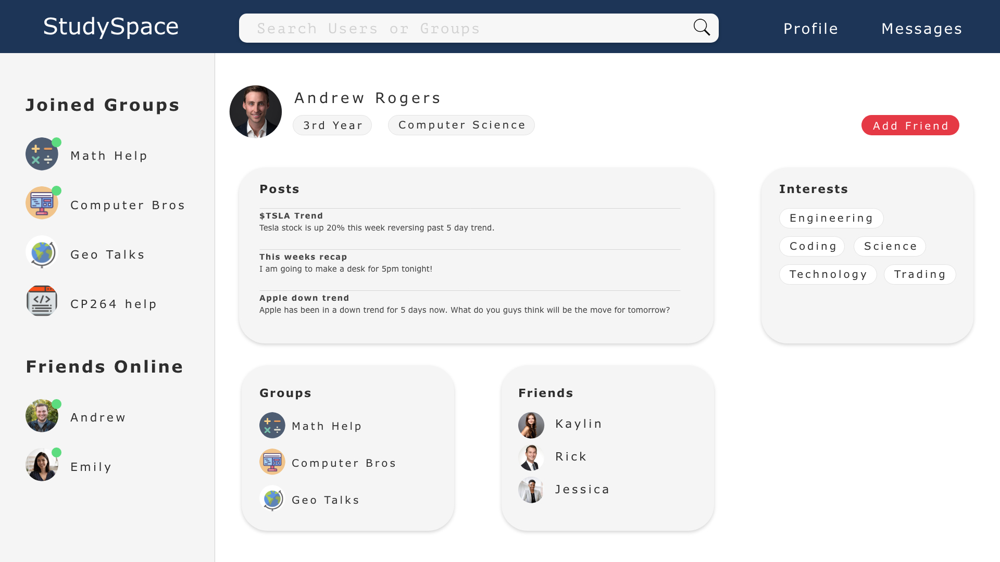 StudySpace
Search Users or Groups
Profile
Messages
Joined Groups
Math Help
Computer Bros
Geo Talks
CP264 help
Friends Online
Andrew
Emily
Andrew Rogers
3rd Year
Computer Science
Add Friend
Posts
$TSLA Trend
Tesla stock is up 20% this week reversing past 5 day trend.
This weeks recap
I am going to make a desk for 5pm tonight!
Apple down trend
Apple has been in a down trend for 5 days now. What do you guys think will be the move for tomorrow?
Interests
Engineering
Coding
Science
Technology
Trading
Groups
Math Help
Computer Bros
Geo Talks
Friends
Kaylin
Rick
Jessica